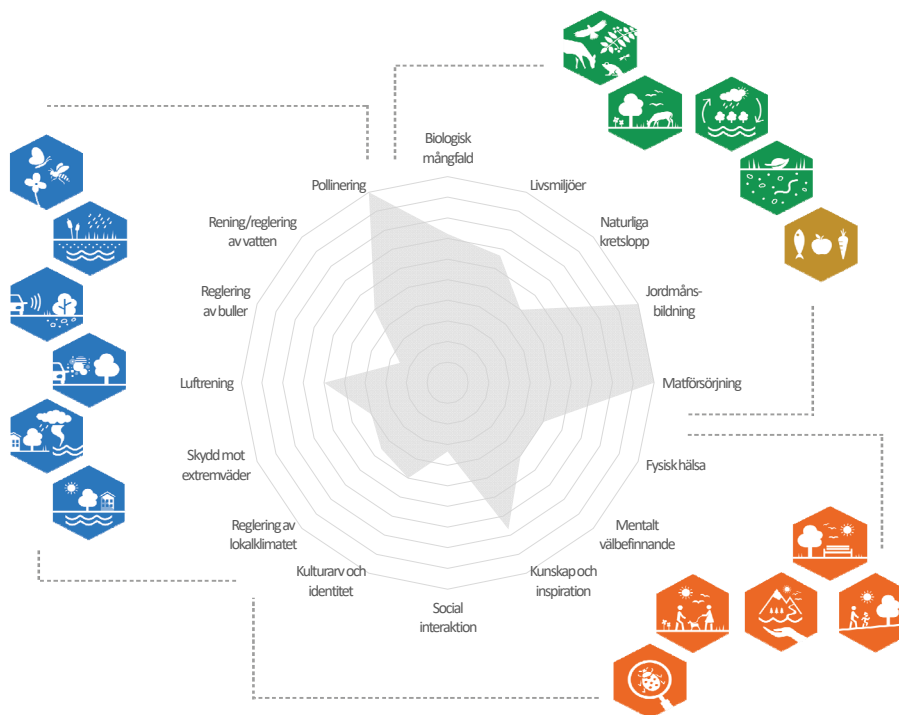 Biologisk
mångfald
Livsmiljöer
Naturliga
kretslopp
Jordmåns-
bildning
Matförsörjning
Fysisk hälsa
Mentalt
välbefinnande
Kunskap och
inspiration
Social
interaktion
Kulturarv och
identitet
Reglering av
lokalklimatet
Skydd mot
extremväder
Luftrening
Reglering
av buller
Rening/reglering
av vatten
Pollinering